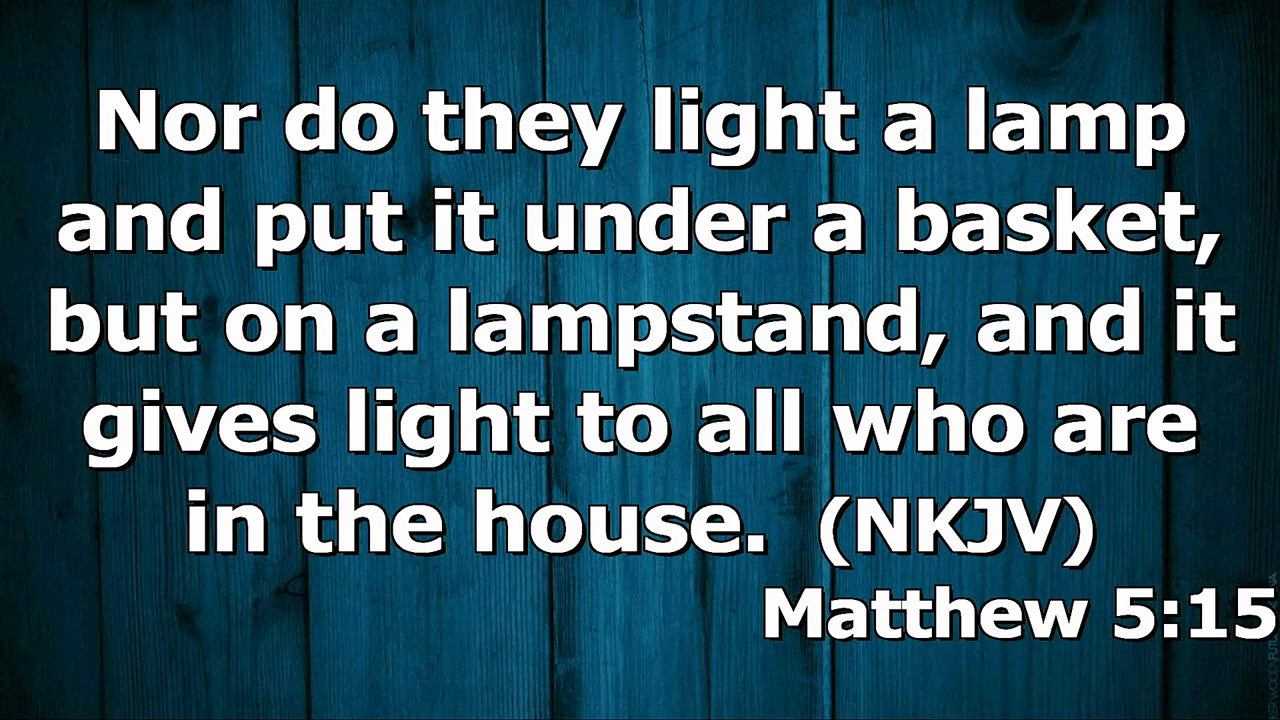 Nor do they light a lamp
and put it under a basket,
but on a lampstand, and it
gives light to all who are
in the house.  (NKJV)
Matthew 5:15